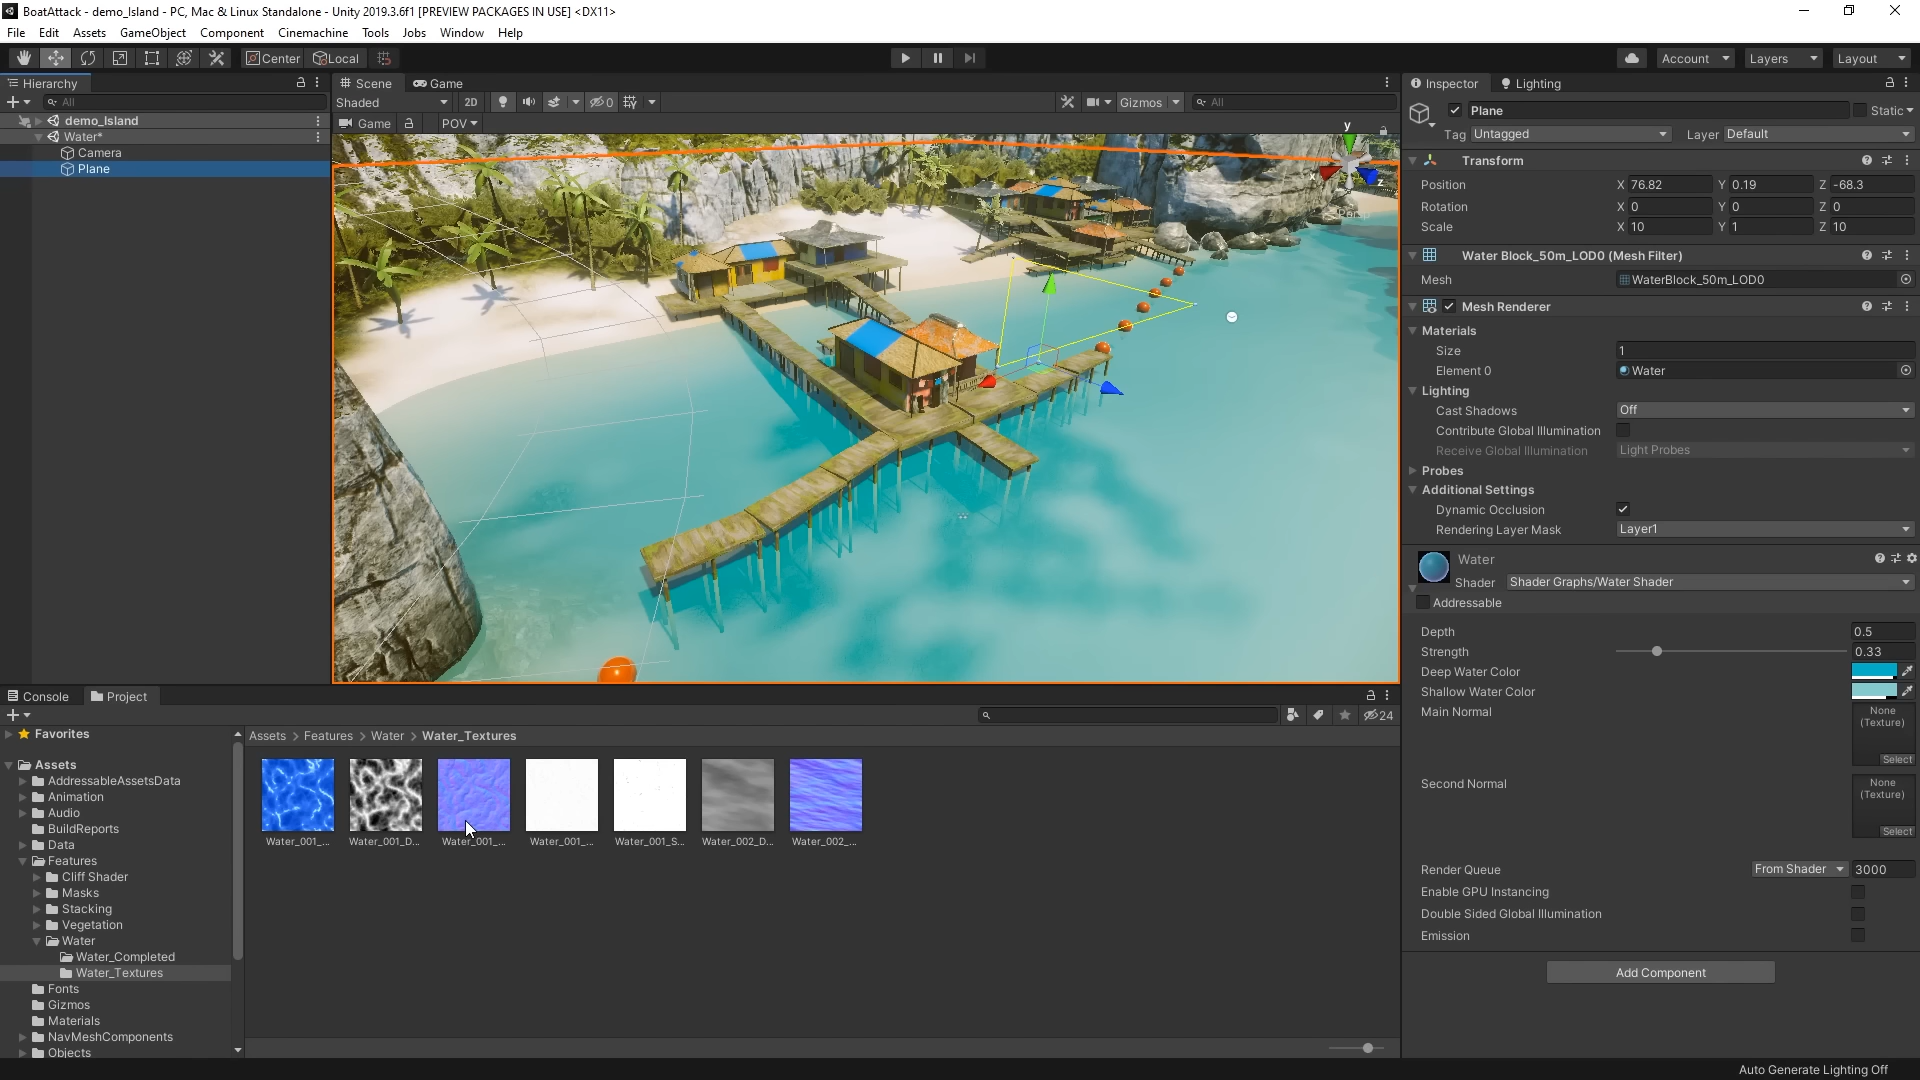 BoatAttack - demo_Island - PC, Mac & Linux Standalone - Unity 2019.3.6f1 [PREVIEW PACKAGES IN USE] <DX11>
File Edit Assets GameObject Component Cinemachine Tools Jobs Window Help
Center Local Account Layers Layout
Hierarchy
All
demo_Island
Water*
Camera
Plane
Scene Game
Shaded 2D 0 Gizmos All
Game POV
y
x
z
Persp
Inspector Lighting
Plane Static
Tag Untagged Layer Default
Transform
Position X 76.82 Y 0.19 Z -68.3
Rotation X 0 Y 0 Z 0
Scale X 10 Y 1 Z 10
Water Block_50m_LOD0 (Mesh Filter)
Mesh WaterBlock_50m_LOD0
Mesh Renderer
Materials
Size 1
Element 0 Water
Lighting
Cast Shadows Off
Contribute Global Illumination
Receive Global Illumination Light Probes
Probes
Additional Settings
Dynamic Occlusion
Rendering Layer Mask Layer1
Water
Shader Shader Graphs/Water Shader
Addressable
Depth 0.5
Strength 0.33
Deep Water Color
Shallow Water Color
Main Normal None (Texture) Select
Second Normal None (Texture) Select
Render Queue From Shader 3000
Enable GPU Instancing
Double Sided Global Illumination
Emission
Add Component
Console Project
24
Favorites
Assets
AddressableAssetsData
Animation
Audio
BuildReports
Data
Features
Cliff Shader
Masks
Stacking
Vegetation
Water
Water_Completed
Water_Textures
Fonts
Gizmos
Materials
NavMeshComponents
Objects
Assets > Features > Water > Water_Textures
Water_001_... Water_001_D... Water_001_... Water_001_... Water_001_S... Water_002_D... Water_002_...
Auto Generate Lighting Off